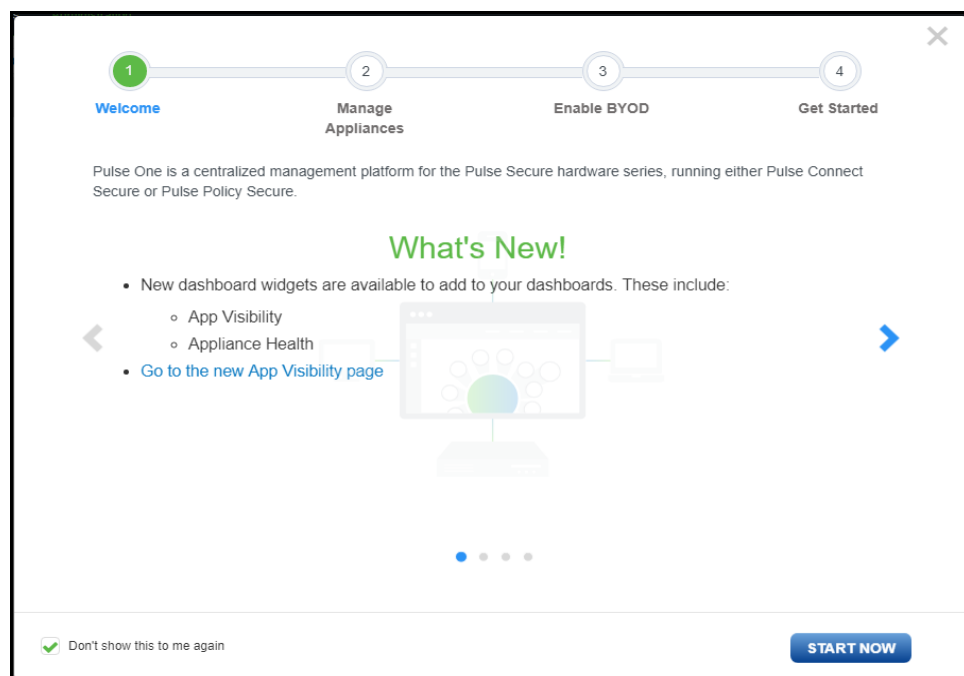 1
2
3
4
Welcome
Manage
Appliances
Enable BYOD
Get Started
Pulse One is a centralized management platform for the Pulse Secure hardware series, running either Pulse Connect
Secure or Pulse Policy Secure.
What's New!
New dashboard widgets are available to add to your dashboards. These include:
App Visibility
Appliance Health
Go to the new App Visibility page
Don't show this to me again
START NOW